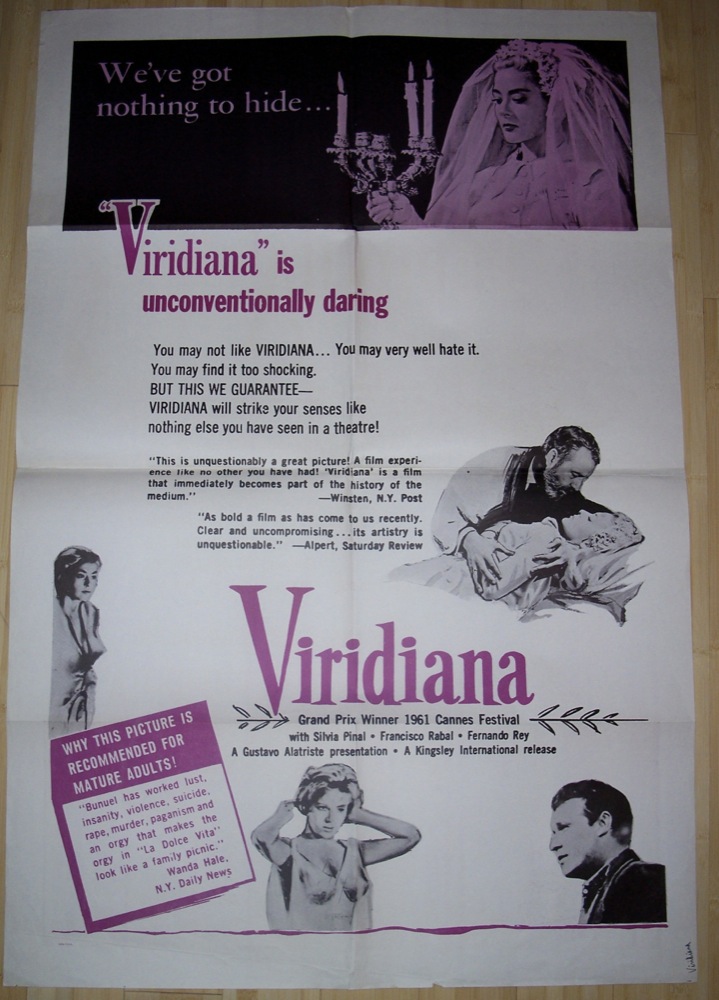 We've got
nothing to hide...
"Viridiana" is
unconventionally daring
You may not like VIRIDIANA... You may very well hate it.
You may find it too shocking.
BUT THIS WE GUARANTEE—
VIRIDIANA will strike your senses like
nothing else you have seen in a theatre!
"This is unquestionably a great picture! A film experi-
ence like no other you have had! 'Viridiana' is a film
that immediately becomes part of the history of the
medium." —Winsten, N.Y. Post
"As bold a film as has come to us recently.
Clear and uncompromising...its artistry is
unquestionable." —Alpert, Saturday Review
Viridiana
Grand Prix Winner 1961 Cannes Festival
with Silvia Pinal • Francisco Rabal • Fernando Rey
A Gustavo Alatriste presentation • A Kingsley International release
WHY THIS PICTURE IS
RECOMMENDED FOR
MATURE ADULTS!
"Bunuel has worked lust,
insanity, violence, suicide,
rape, murder, paganism and
an orgy that makes the
orgy in "La Dolce Vita"
look like a family picnic."
Wanda Hale,
N.Y. Daily News
Viridiana